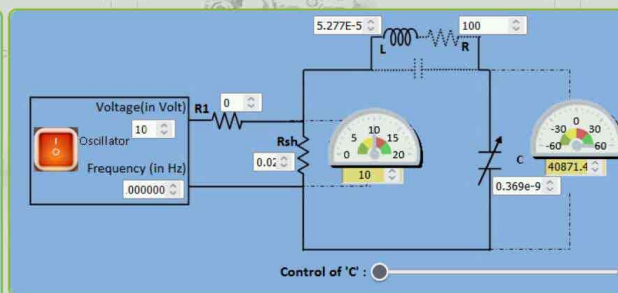 5.277E-5
100
L
R
Voltage(in Volt)
R1
0
10
Oscillator
Frequency (in Hz)
.000000
Rsh
0.02
0 5 10 15 20
10
C
0.369e-9
-60 -30 0 30 60
40871.4
Control of 'C' :